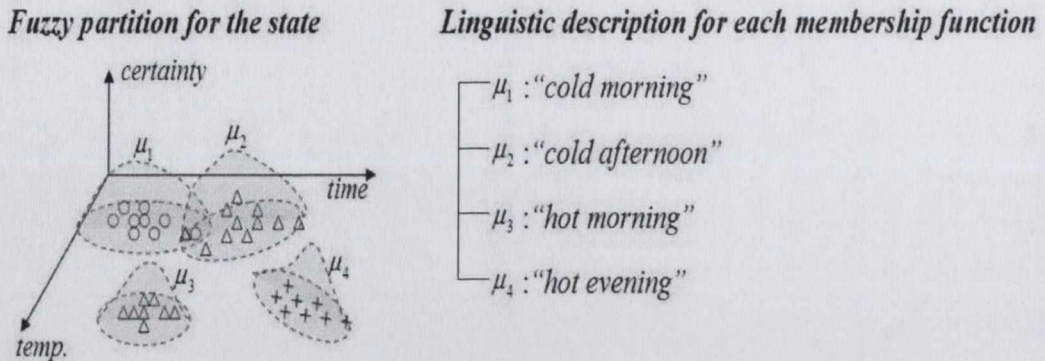 Fuzzy partition for the state
Linguistic description for each membership function
certainty
μ1
μ2
time
μ3
μ4
temp.
μ1 : “cold morning”
μ2 : “cold afternoon”
μ3 : “hot morning”
μ4 : “hot evening”